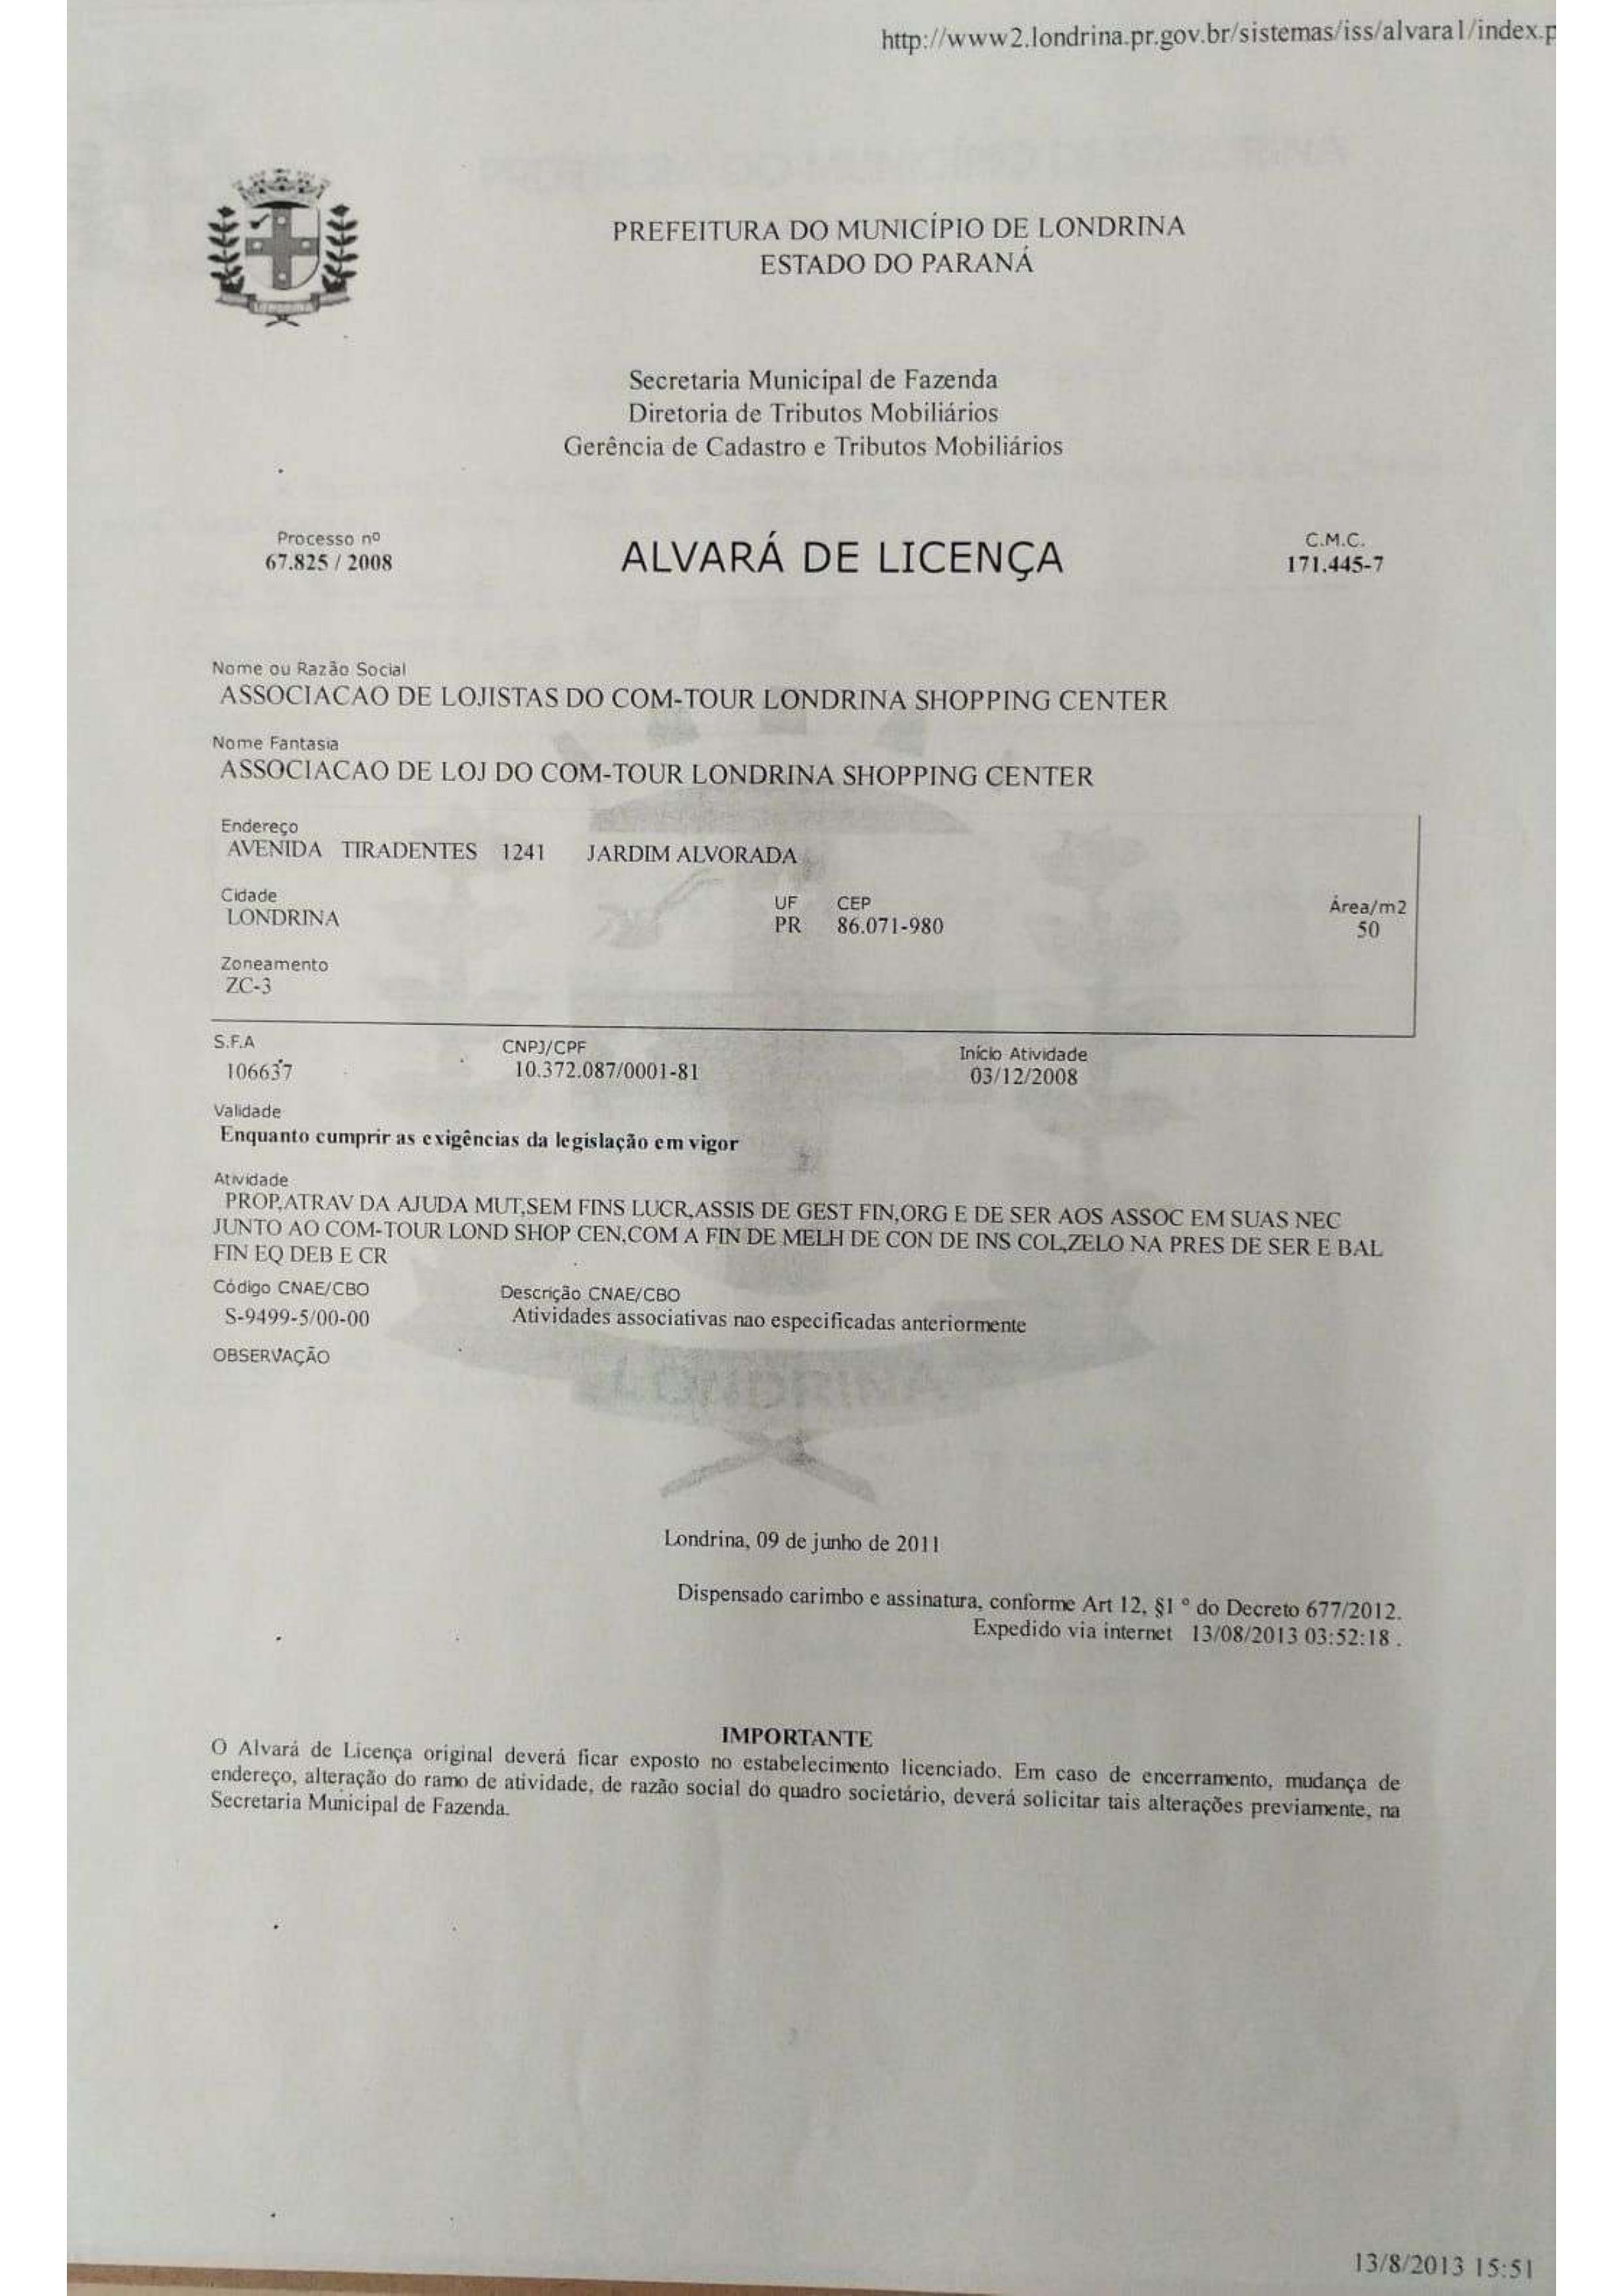 http://www2.londrina.pr.gov.br/sistemas/iss/alvara1/index.p
PREFEITURA DO MUNICÍPIO DE LONDRINA
ESTADO DO PARANÁ
Secretaria Municipal de Fazenda
Diretoria de Tributos Mobiliários
Gerência de Cadastro e Tributos Mobiliários
Processo nº
67.825 / 2008
ALVARÁ DE LICENÇA
C.M.C.
171.445-7
Nome ou Razão Social
ASSOCIACAO DE LOJISTAS DO COM-TOUR LONDRINA SHOPPING CENTER
Nome Fantasia
ASSOCIACAO DE LOJ DO COM-TOUR LONDRINA SHOPPING CENTER
Endereço
AVENIDA TIRADENTES 1241 JARDIM ALVORADA
Cidade UF CEP Área/m2
LONDRINA PR 86.071-980 50
Zoneamento
ZC-3
S.F.A CNPJ/CPF Início Atividade
106637 10.372.087/0001-81 03/12/2008
Validade
Enquanto cumprir as exigências da legislação em vigor
Atividade
PROP,ATRAV DA AJUDA MUT,SEM FINS LUCR,ASSIS DE GEST FIN,ORG E DE SER AOS ASSOC EM SUAS NEC
JUNTO AO COM-TOUR LOND SHOP CEN,COM A FIN DE MELH DE CON DE INS COL,ZELO NA PRES DE SER E BAL
FIN EQ DEB E CR
Código CNAE/CBO Descrição CNAE/CBO
S-9499-5/00-00 Atividades associativas nao especificadas anteriormente
OBSERVAÇÃO
LONDRINA
Londrina, 09 de junho de 2011
Dispensado carimbo e assinatura, conforme Art 12, §1 º do Decreto 677/2012.
Expedido via internet 13/08/2013 03:52:18 .
IMPORTANTE
O Alvará de Licença original deverá ficar exposto no estabelecimento licenciado. Em caso de encerramento, mudança de
endereço, alteração do ramo de atividade, de razão social do quadro societário, deverá solicitar tais alterações previamente, na
Secretaria Municipal de Fazenda.
13/8/2013 15:51